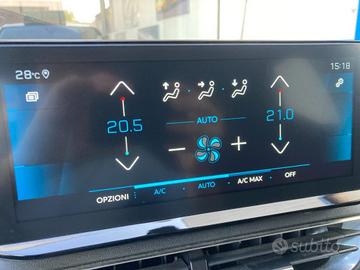 28°C 15:18
AUTO
20.5 21.0
− +
OPZIONI A/C AUTO A/C MAX OFF
subito